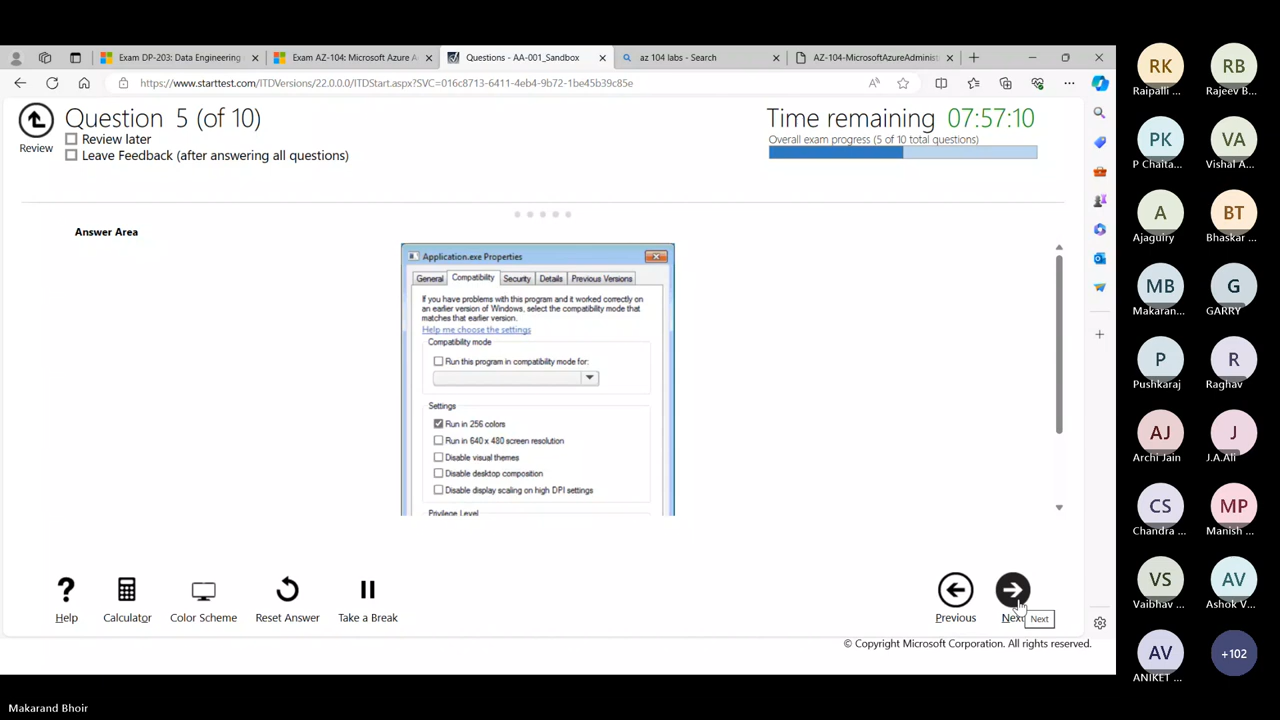 Exam DP-203: Data Engineering
Exam AZ-104: Microsoft Azure A
Questions - AA-001_Sandbox
az 104 labs - Search
AZ-104-MicrosoftAzureAdminist
https://www.starttest.com/ITDVersions/22.0.0.0/ITDStart.aspx?SVC=016c8713-6411-4eb4-9b72-1be45b39c85e
Question 5 (of 10)
Time remaining 07:57:10
Review
Review later
Leave Feedback (after answering all questions)
Overall exam progress (5 of 10 total questions)
Answer Area
Application.exe Properties
General
Compatibility
Security
Details
Previous Versions
If you have problems with this program and it worked correctly on
an earlier version of Windows, select the compatibility mode that
matches that earlier version.
Help me choose the settings
Compatibility mode
Run this program in compatibility mode for:
Settings
Run in 256 colors
Run in 640 x 480 screen resolution
Disable visual themes
Disable desktop composition
Disable display scaling on high DPI settings
Privilege Level
? Help
Calculator
Color Scheme
Reset Answer
Take a Break
Previous
Next
Next
© Copyright Microsoft Corporation. All rights reserved.
RK
Raipalli ...
RB
Rajeev B...
PK
P Chaita...
VA
Vishal A...
A
Ajaguiry
BT
Bhaskar ...
MB
Makaran...
G
GARRY
P
Pushkaraj
R
Raghav
AJ
Archi Jain
J
J.A.Ali
CS
Chandra ...
MP
Manish ...
VS
Vaibhav ...
AV
Ashok V...
AV
ANIKET ...
+102
Makarand Bhoir